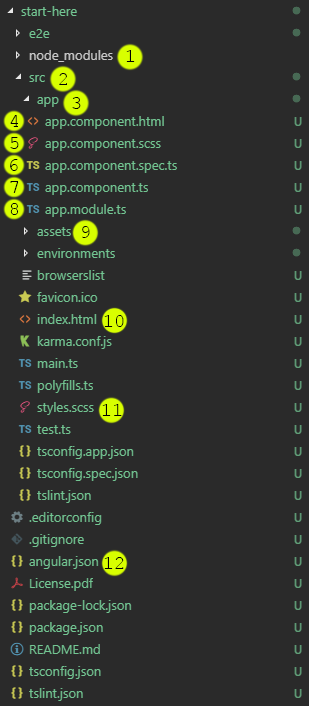 start-here
e2e
node_modules 1
src 2
app 3
4 <> app.component.html U
5 app.component.scss U
6 TS app.component.spec.ts U
7 TS app.component.ts U
8 TS app.module.ts U
assets 9
environments
browserslist U
favicon.ico U
<> index.html 10 U
K karma.conf.js U
TS main.ts U
TS polyfills.ts U
styles.scss 11 U
TS test.ts U
{} tsconfig.app.json U
{} tsconfig.spec.json U
{} tslint.json U
.editorconfig U
.gitignore U
{} angular.json 12 U
License.pdf U
{} package-lock.json U
{} package.json U
README.md U
{} tsconfig.json U
{} tslint.json U